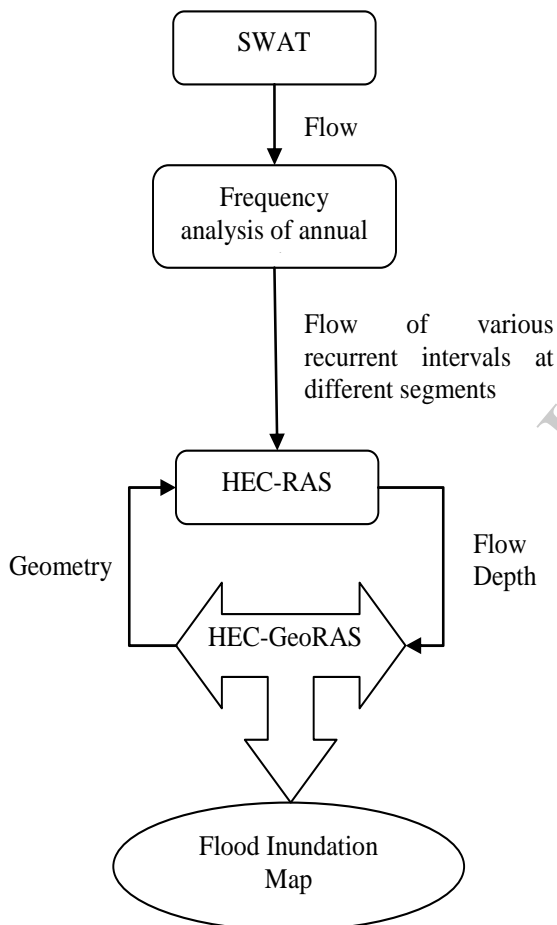 SWAT
Flow
Frequency
analysis of annual
Flow of various
recurrent intervals at
different segments
HEC-RAS
Geometry
Flow
Depth
HEC-GeoRAS
Flood Inundation
Map